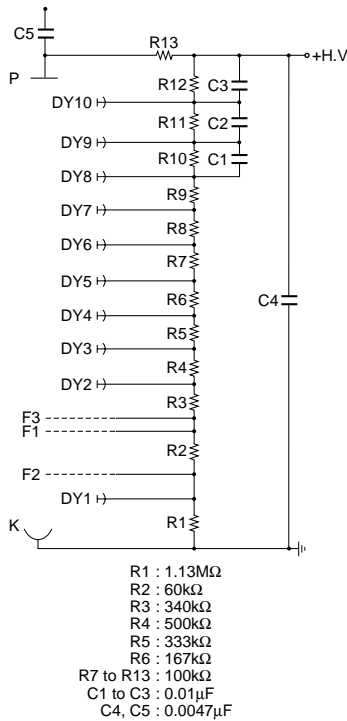 C5
R13
+H.V
P
R12
C3
DY10
R11
C2
DY9
R10
C1
DY8
R9
DY7
R8
DY6
R7
DY5
R6
C4
DY4
R5
DY3
R4
DY2
R3
F3
F1
R2
F2
DY1
K
R1
R1 : 1.13MΩ
R2 : 60kΩ
R3 : 340kΩ
R4 : 500kΩ
R5 : 333kΩ
R6 : 167kΩ
R7 to R13 : 100kΩ
C1 to C3 : 0.01µF
C4, C5 : 0.0047µF